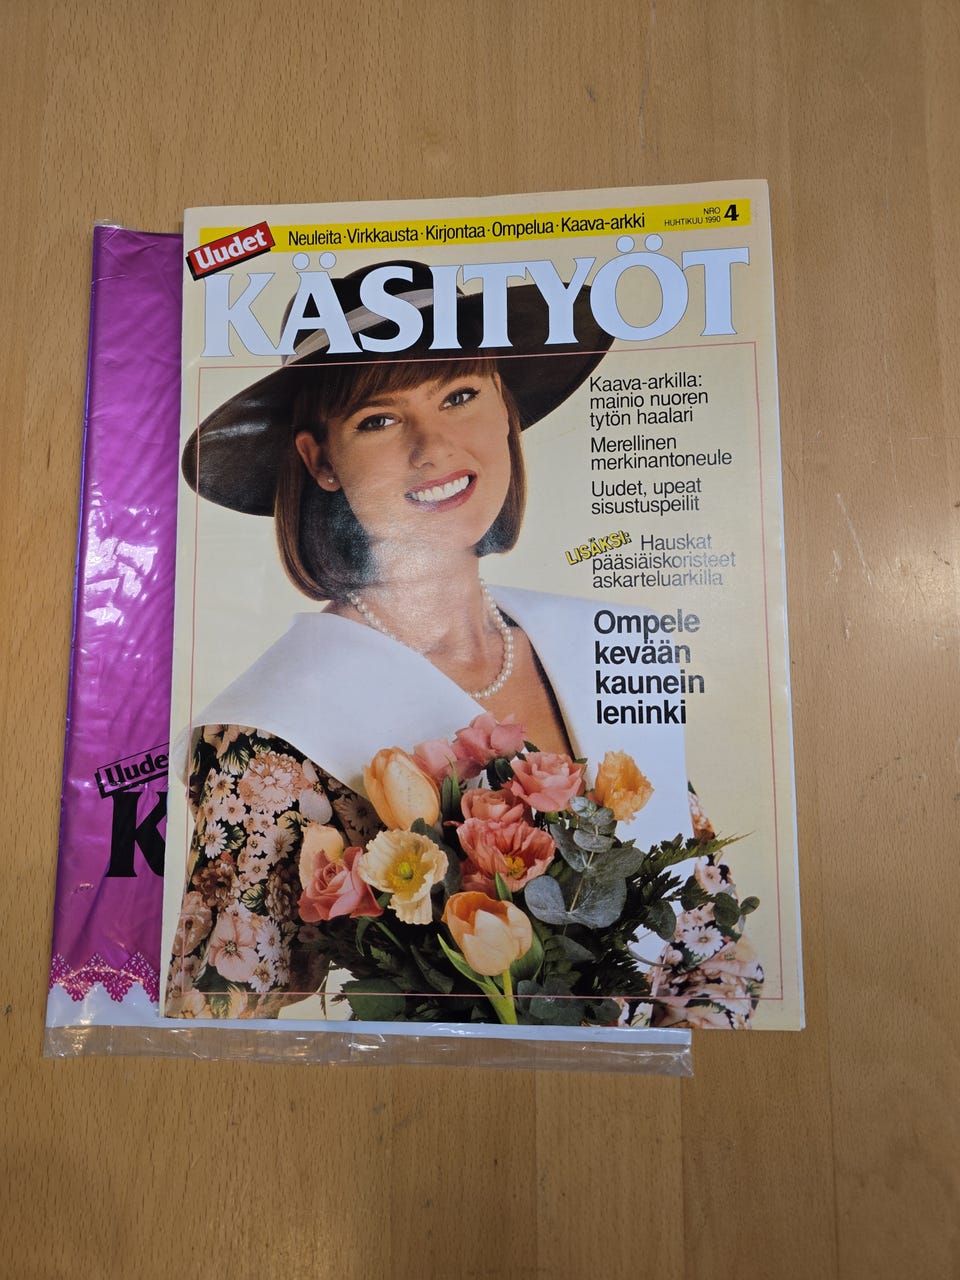 Uudet
Neuleita·Virkkausta·Kirjontaa·Ompelua·Kaava-arkki
NRO 4
HUHTIKUU 1990
KÄSITYÖT
Kaava-arkilla:
mainio nuoren
tytön haalari
Merellinen
merkinantoneule
Uudet, upeat
sisustuspeilit
LISÄKSI: Hauskat
pääsiäiskoristeet
askarteluarkilla
Ompele
kevään
kaunein
leninki
Uude
K